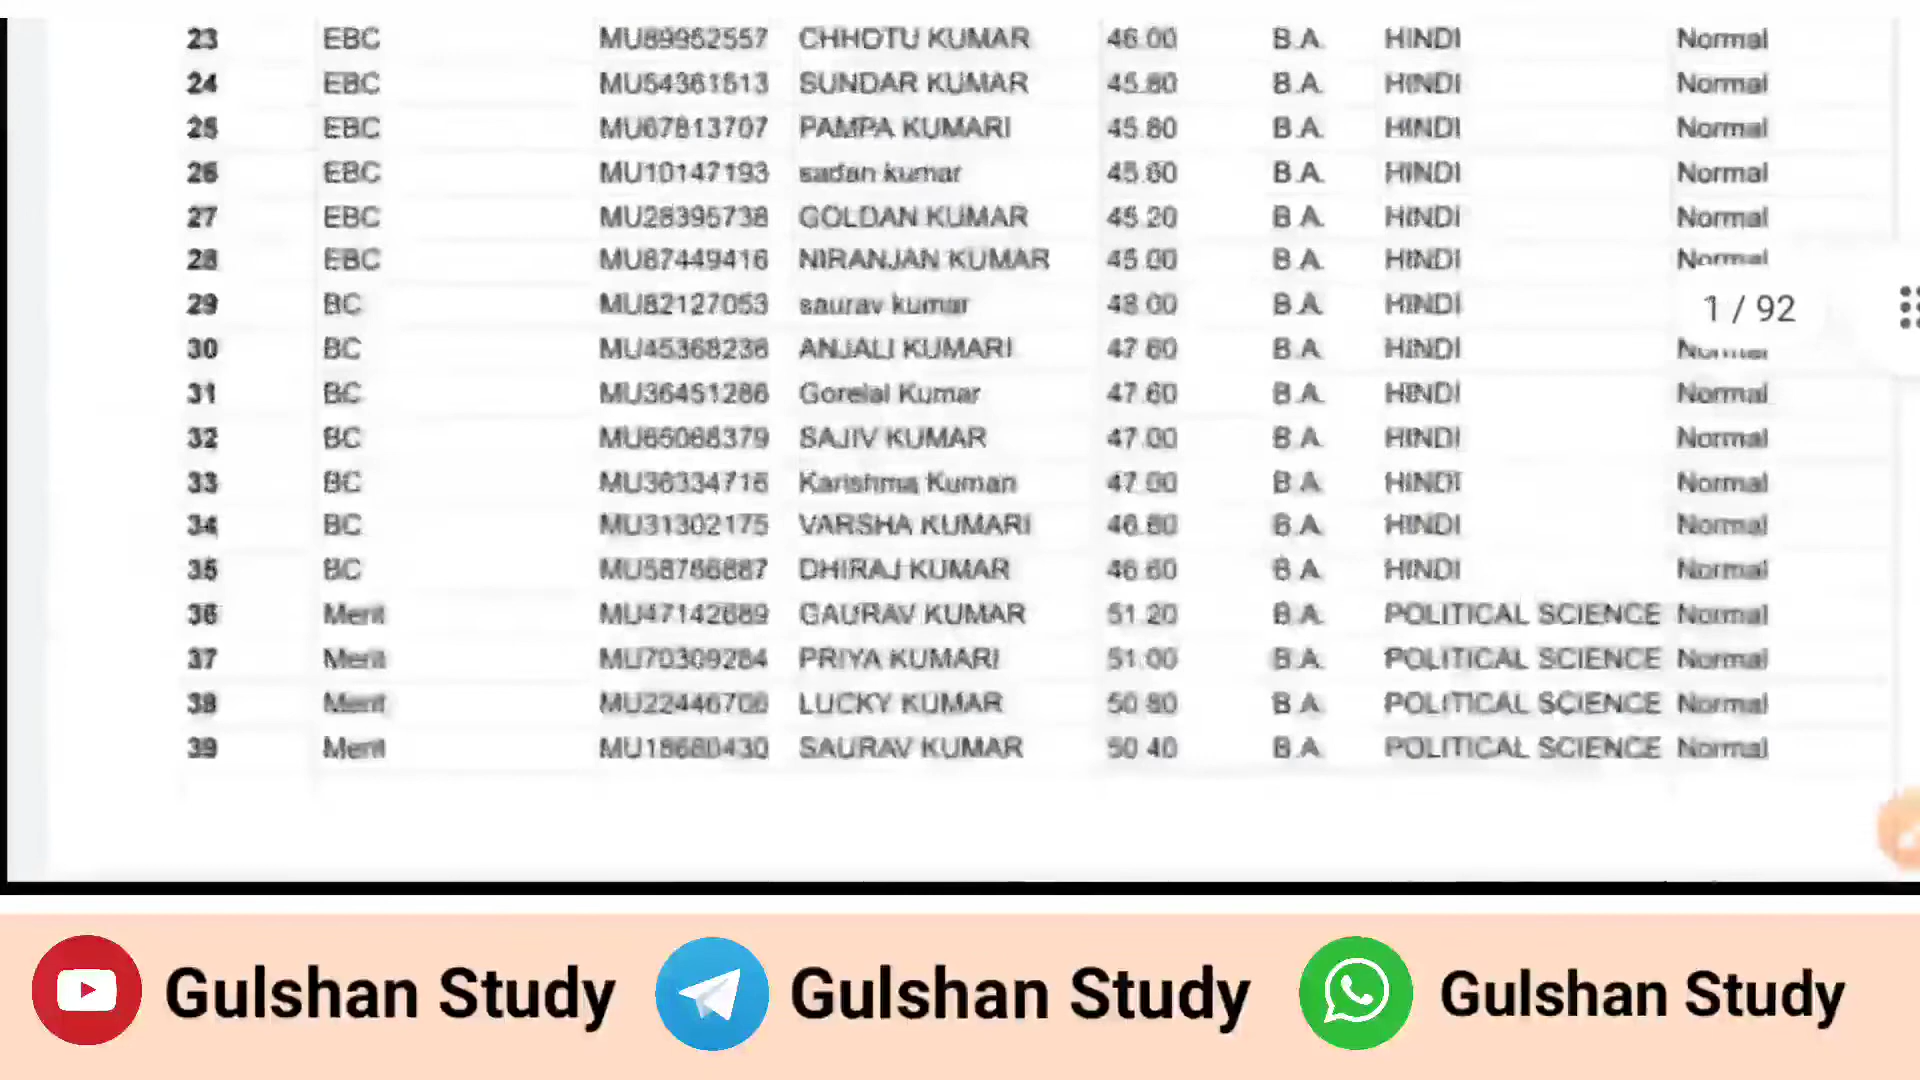 23 EBC MU89952557 CHHOTU KUMAR 46.00 B.A. HINDI Normal
24 EBC MU54361513 SUNDAR KUMAR 45.80 B.A. HINDI Normal
25 EBC MU67813707 PAMPA KUMARI 45.80 B.A. HINDI Normal
26 EBC MU10147193 sadan kumar 45.60 B.A. HINDI Normal
27 EBC MU28395738 GOLDAN KUMAR 45.20 B.A. HINDI Normal
28 EBC MU87449416 NIRANJAN KUMAR 45.00 B.A. HINDI Normal
29 BC MU82127053 saurav kumar 48.00 B.A. HINDI
1 / 92
30 BC MU45368236 ANJALI KUMARI 47.60 B.A. HINDI
31 BC MU36451286 Gorelal Kumar 47.60 B.A. HINDI Normal
32 BC MU65068379 SAJIV KUMAR 47.00 B.A. HINDI Normal
33 BC MU36334716 Karishma Kumari 47.00 B.A. HINDI Normal
34 BC MU31302175 VARSHA KUMARI 46.80 B.A. HINDI Normal
35 BC DHIRAJ KUMAR 46.60 B.A. HINDI Normal
36 Merit MU47142689 GAURAV KUMAR 51.20 B.A. POLITICAL SCIENCE Normal
37 Merit MU70309284 PRIYA KUMARI 51.00 B.A. POLITICAL SCIENCE Normal
38 Merit MU22446706 LUCKY KUMAR 50.80 B.A. POLITICAL SCIENCE Normal
39 Merit MU18680430 SAURAV KUMAR 50.40 B.A. POLITICAL SCIENCE Normal
Gulshan Study Gulshan Study Gulshan Study